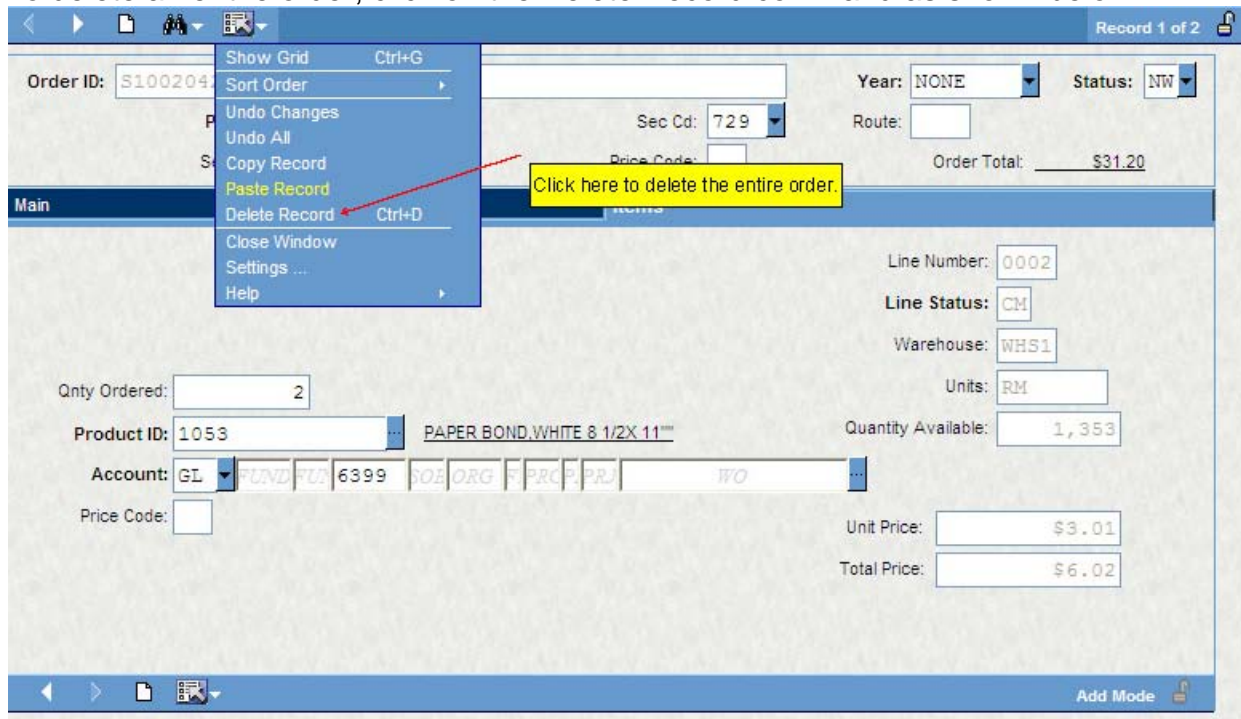 Record 1 of 2
Show Grid Ctrl+G
Order ID: S100204
Sort Order
Year: NONE Status: NW
Undo Changes
Sec Cd: 729 Route:
Undo All
Copy Record
Price Code: Order Total: $31.20
Paste Record
Click here to delete the entire order.
Main Delete Record Ctrl+D Items
Close Window
Settings ...
Line Number: 0002
Help
Line Status: CM
Warehouse: WHS1
Qnty Ordered: 2 Units: RM
Product ID: 1053 ... PAPER BOND,WHITE 8 1/2X 11""" Quantity Available: 1,353
Account: GL FUND FUN 6399 SOB ORG F PRC P PRJ WO ...
Price Code:
Unit Price: $3.01
Total Price: $6.02
Add Mode